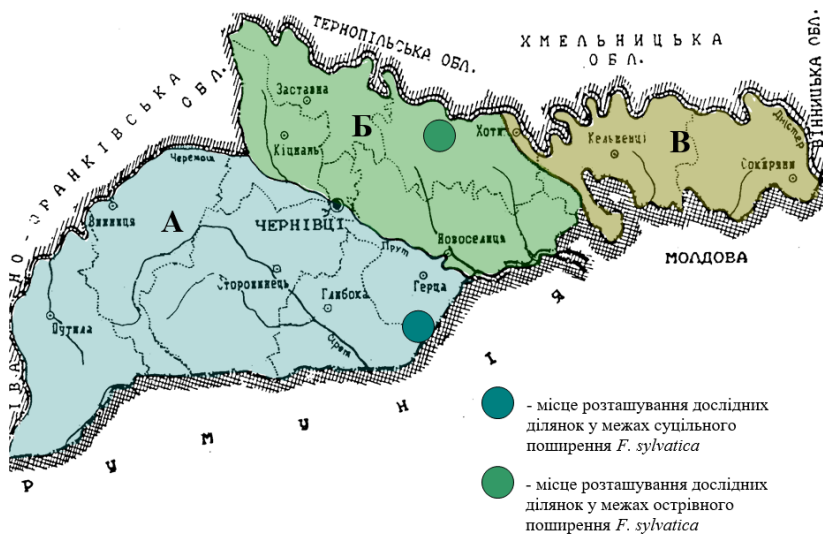 ТЕРНОПІЛЬСЬКА ОБЛ.
ХМЕЛЬНИЦЬКА
ОБЛ.
ВІННИЦЬКА ОБЛ.
ІВАНО-ФРАНКІВСЬКА
ОБЛ.
Заставна
Б
Кіцмань
Хоти
Кельменці
В
Дністер
Сокиряни
Черемош
Вижниця
А
ЧЕРНІВЦІ
Прут
Новоселиця
МОЛДОВА
Сторожинець
Герца
Глибока
Путила
Сірет
РУМУНІЯ
- місце розташування дослідних
ділянок у межах суцільного
поширення F. sylvatica
- місце розташування дослідних
ділянок у межах острівного
поширення F. sylvatica